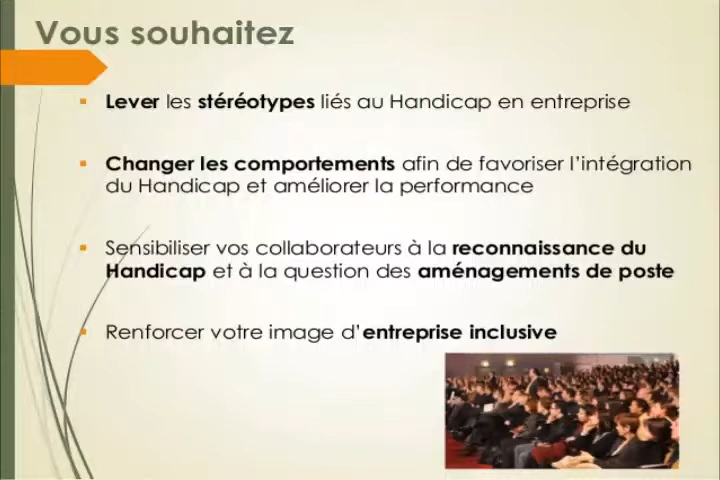 Vous souhaitez
Lever les stéréotypes liés au Handicap en entreprise
Changer les comportements afin de favoriser l'intégration
du Handicap et améliorer la performance
Sensibiliser vos collaborateurs à la reconnaissance du
Handicap et à la question des aménagements de poste
Renforcer votre image d'entreprise inclusive